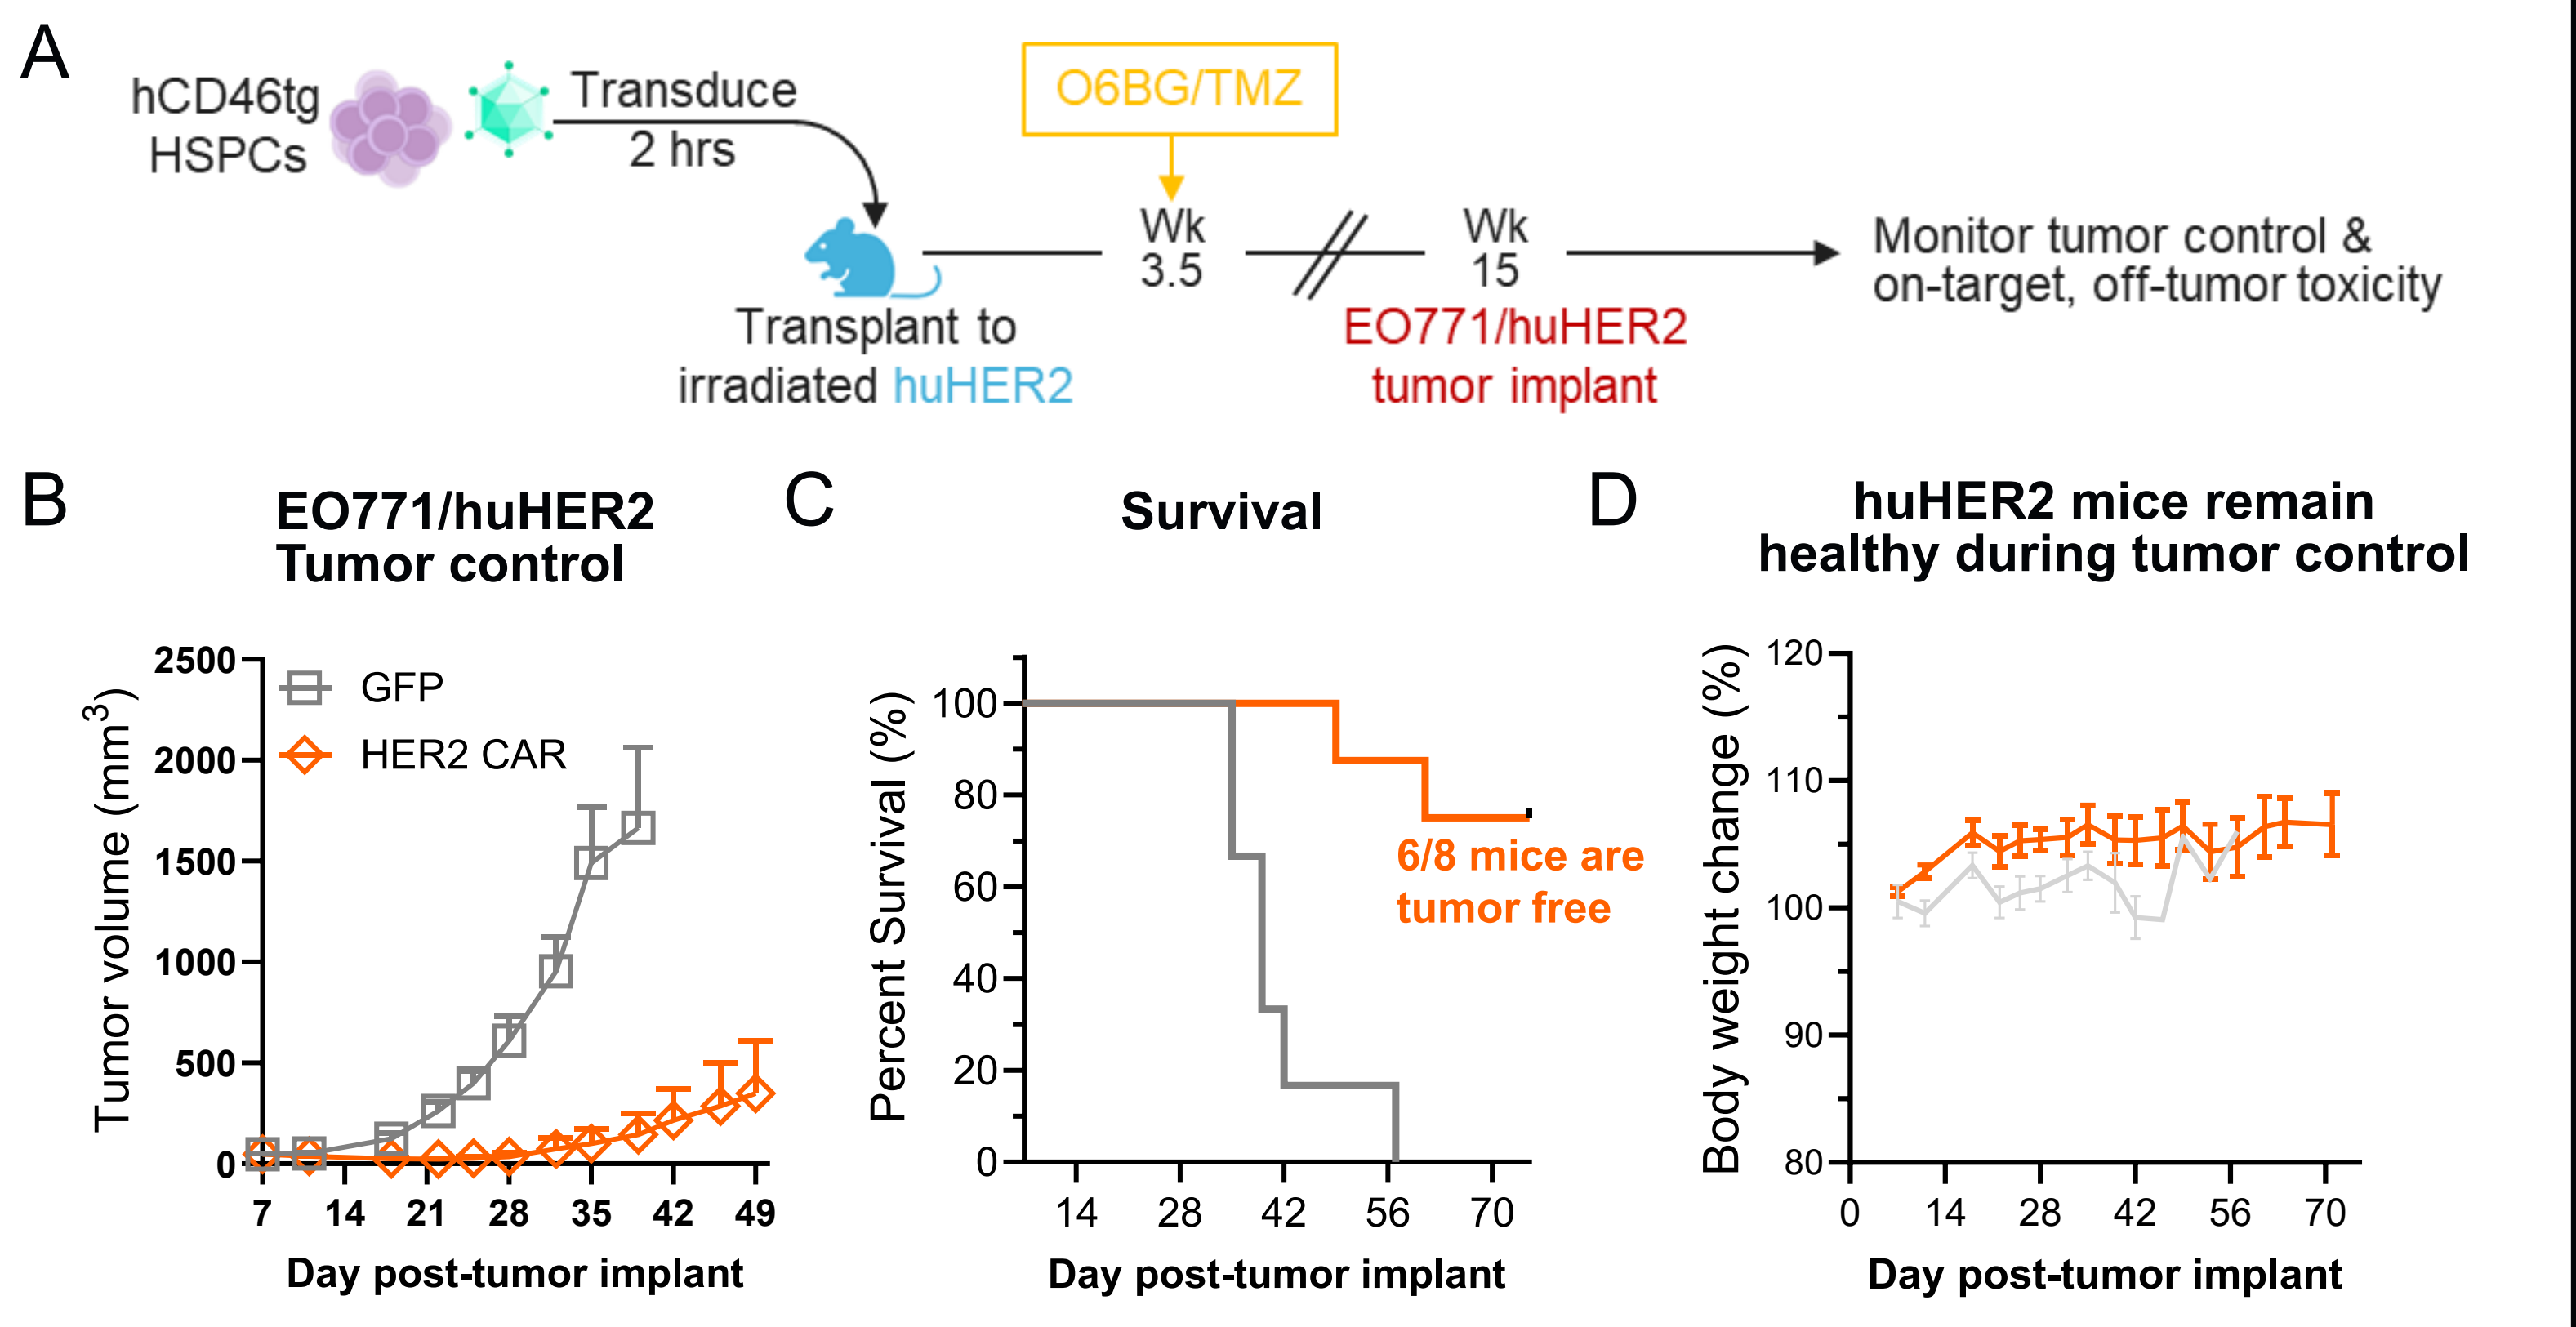 A
hCD46tg
HSPCs
Transduce
2 hrs
O6BG/TMZ
Wk
3.5
Wk
15
Transplant to
irradiated huHER2
EO771/huHER2
tumor implant
Monitor tumor control &
on-target, off-tumor toxicity
B
EO771/huHER2
Tumor control
Tumor volume (mm³)
2500
2000
1500
1000
500
0
GFP
HER2 CAR
7 14 21 28 35 42 49
Day post-tumor implant
C
Survival
Percent Survival (%)
100
80
60
40
20
0
6/8 mice are
tumor free
14 28 42 56 70
Day post-tumor implant
D
huHER2 mice remain
healthy during tumor control
Body weight change (%)
120
110
100
90
80
0 14 28 42 56 70
Day post-tumor implant